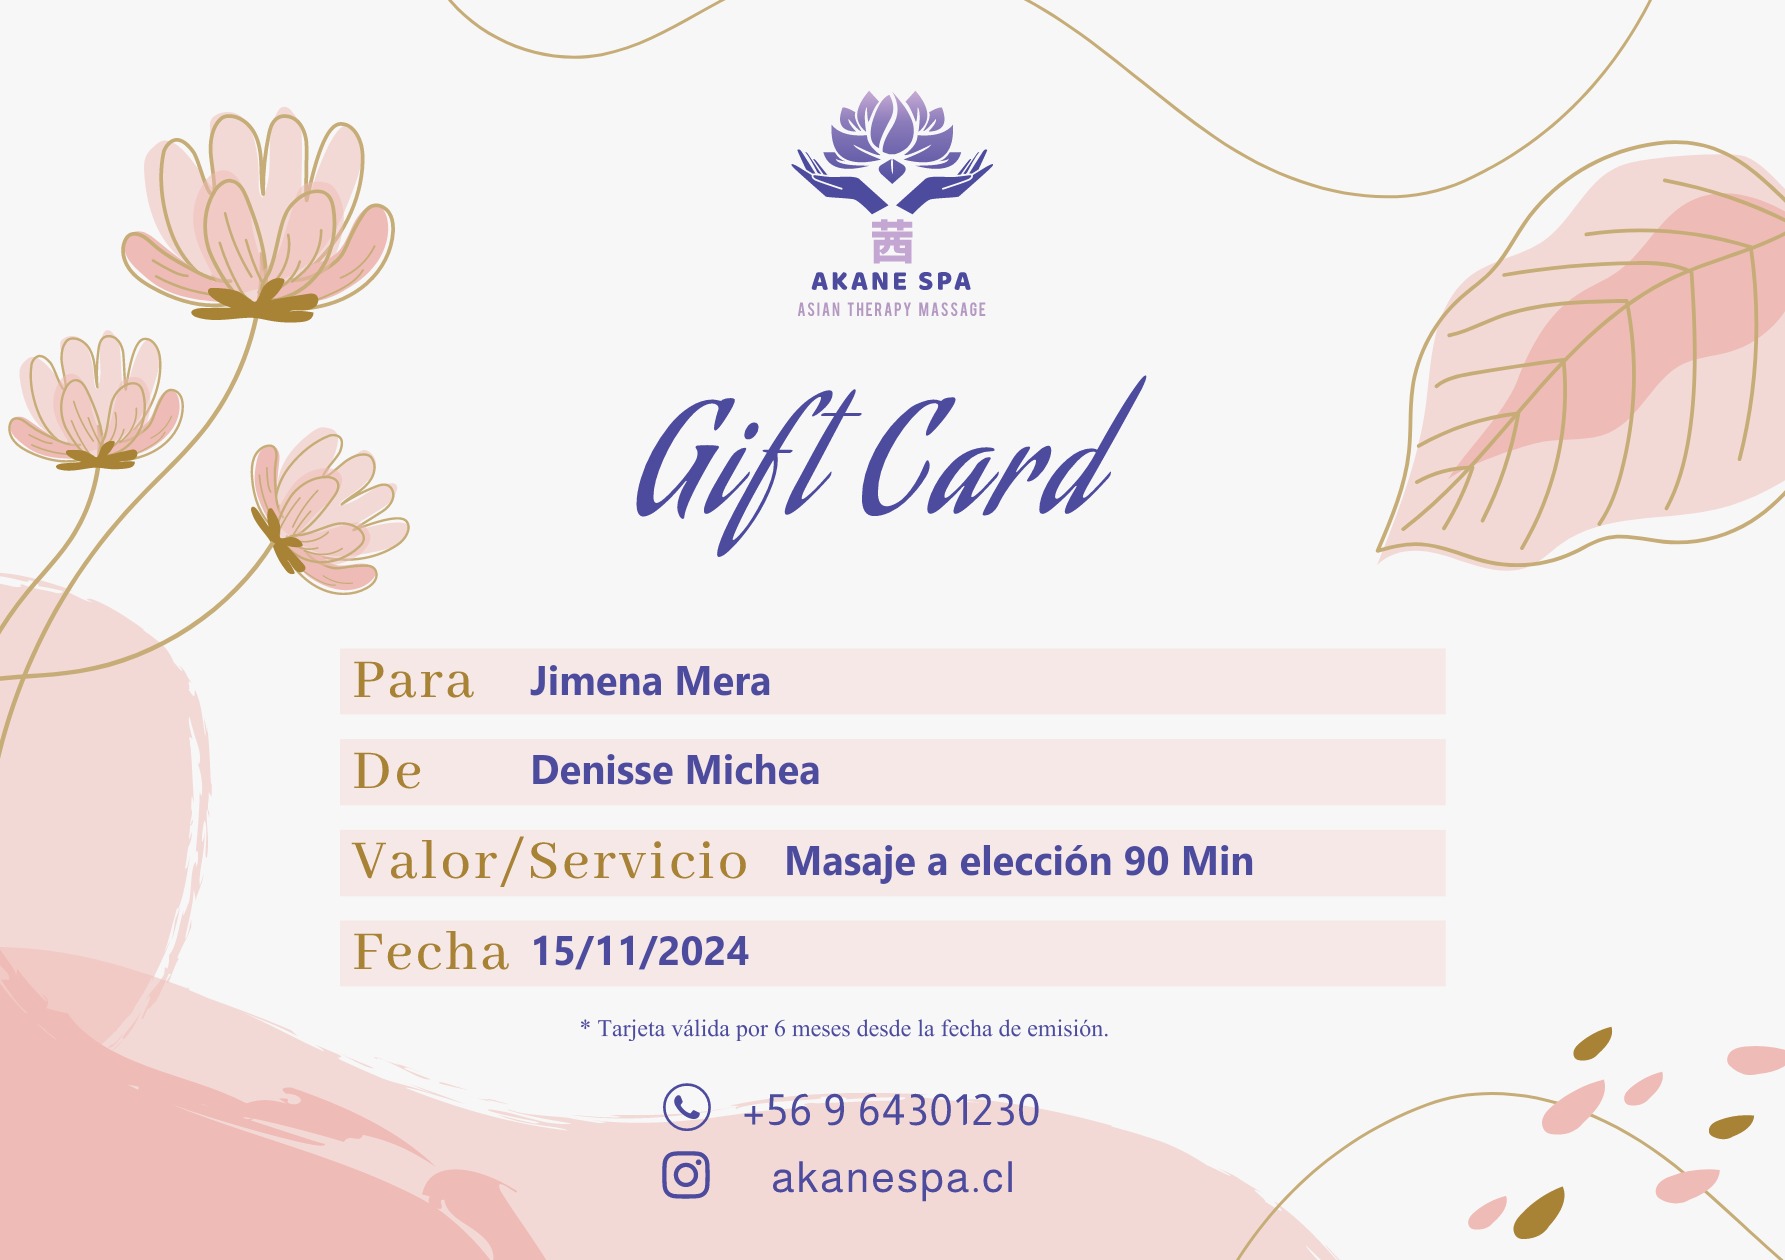 茜
AKANE SPA
ASIAN THERAPY MASSAGE
Gift Card
Para Jimena Mera
De Denisse Michea
Valor/Servicio Masaje a elección 90 Min
Fecha 15/11/2024
* Tarjeta válida por 6 meses desde la fecha de emisión.
+56 9 64301230
akanespa.cl